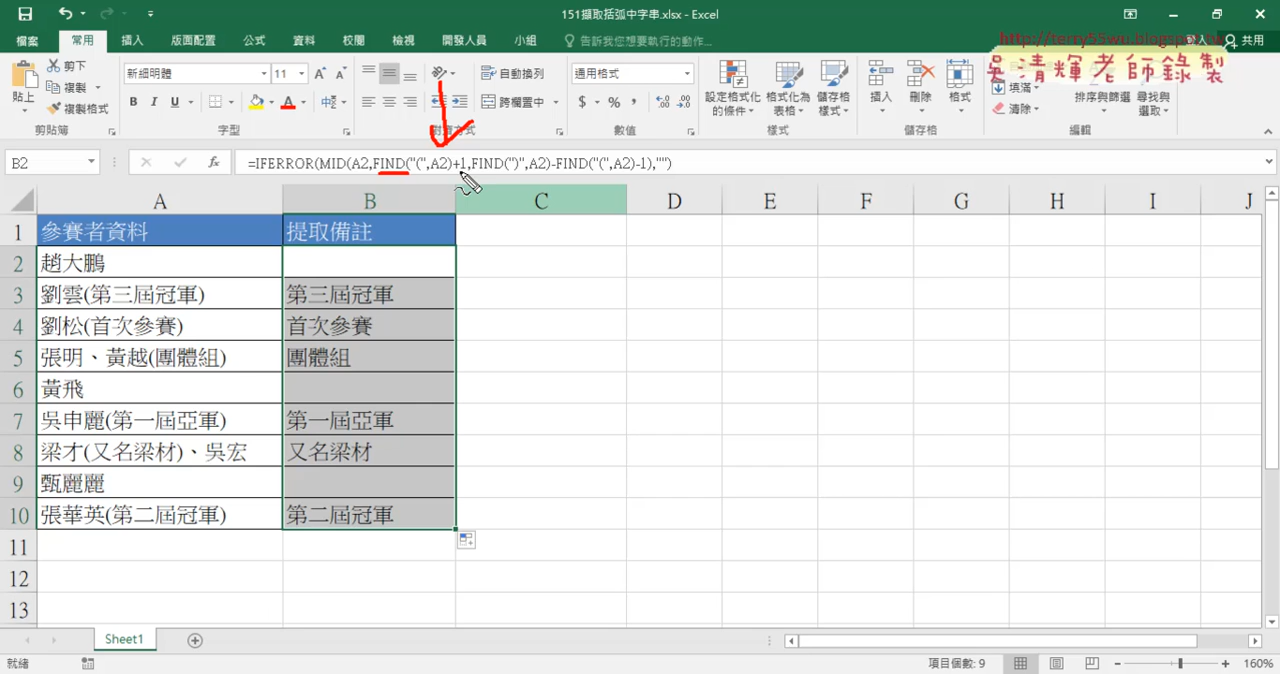 151擷取括弧中字串.xlsx - Excel
http://terry55wu.blogspot.tw
吳清輝老師錄製
檔案 常用 插入 版面配置 公式 資料 校閱 檢視 開發人員 小組 告訴我您想要執行的動作... 登入 共用
剪下 新細明體 11 自動換列 通用格式 填滿
貼上 複製 B I U 跨欄置中 $ % 設定格式化的條件 格式化為表格 儲存格樣式 插入 刪除 格式 排序與篩選 尋找與選取
複製格式 清除
剪貼簿 字型 對齊方式 數值 樣式 儲存格 編輯
B2 fx =IFERROR(MID(A2,FIND("(",A2)+1,FIND(")",A2)-FIND("(",A2)-1),"")
A B C D E F G H I J
1 參賽者資料 提取備註
2 趙大鵬
3 劉雲(第三屆冠軍) 第三屆冠軍
4 劉松(首次參賽) 首次參賽
5 張明、黃越(團體組) 團體組
6 黃飛
7 吳申麗(第一屆亞軍) 第一屆亞軍
8 梁才(又名梁材)、吳宏 又名梁材
9 甄麗麗
10 張華英(第二屆冠軍) 第二屆冠軍
11
12
13
Sheet1
就緒 項目個數: 9 160%